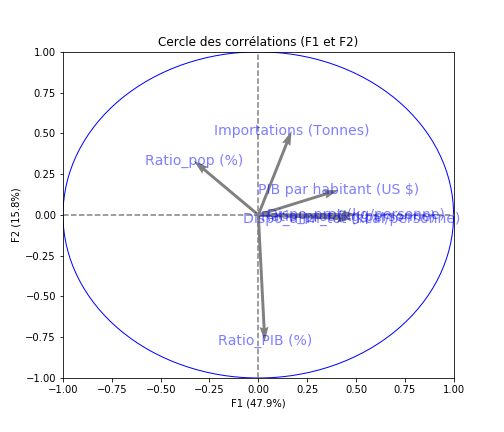 Cercle des corrélations (F1 et F2)
1.00
0.75
0.50
0.25
0.00
−0.25
−0.50
−0.75
−1.00
F2 (15.8%)
Importations (Tonnes)
Ratio_pop (%)
PIB par habitant (US $)
Ratio_PIB (%)
−1.00 −0.75 −0.50 −0.25 0.00 0.25 0.50 0.75 1.00
F1 (47.9%)